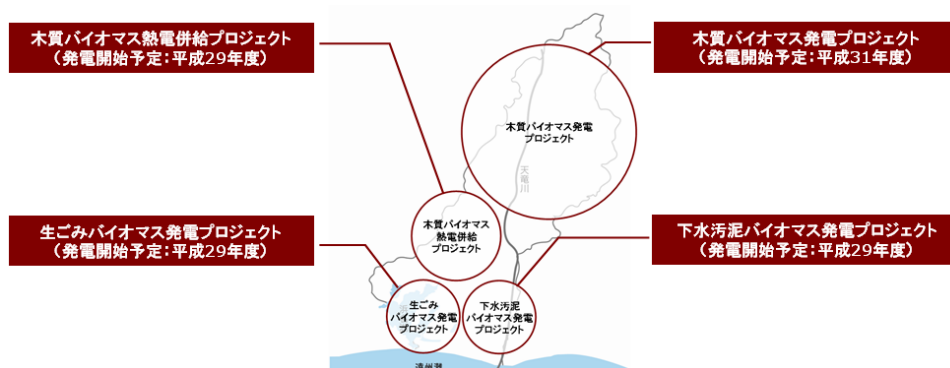 木質バイオマス熱電併給プロジェクト
（発電開始予定：平成29年度）
木質バイオマス発電プロジェクト
（発電開始予定：平成31年度）
木質バイオマス発電
プロジェクト
天竜川
木質バイオマス
熱電併給
プロジェクト
生ごみバイオマス発電プロジェクト
（発電開始予定：平成29年度）
下水汚泥バイオマス発電プロジェクト
（発電開始予定：平成29年度）
生ごみ
バイオマス発電
プロジェクト
下水汚泥
バイオマス発電
プロジェクト
遠州灘